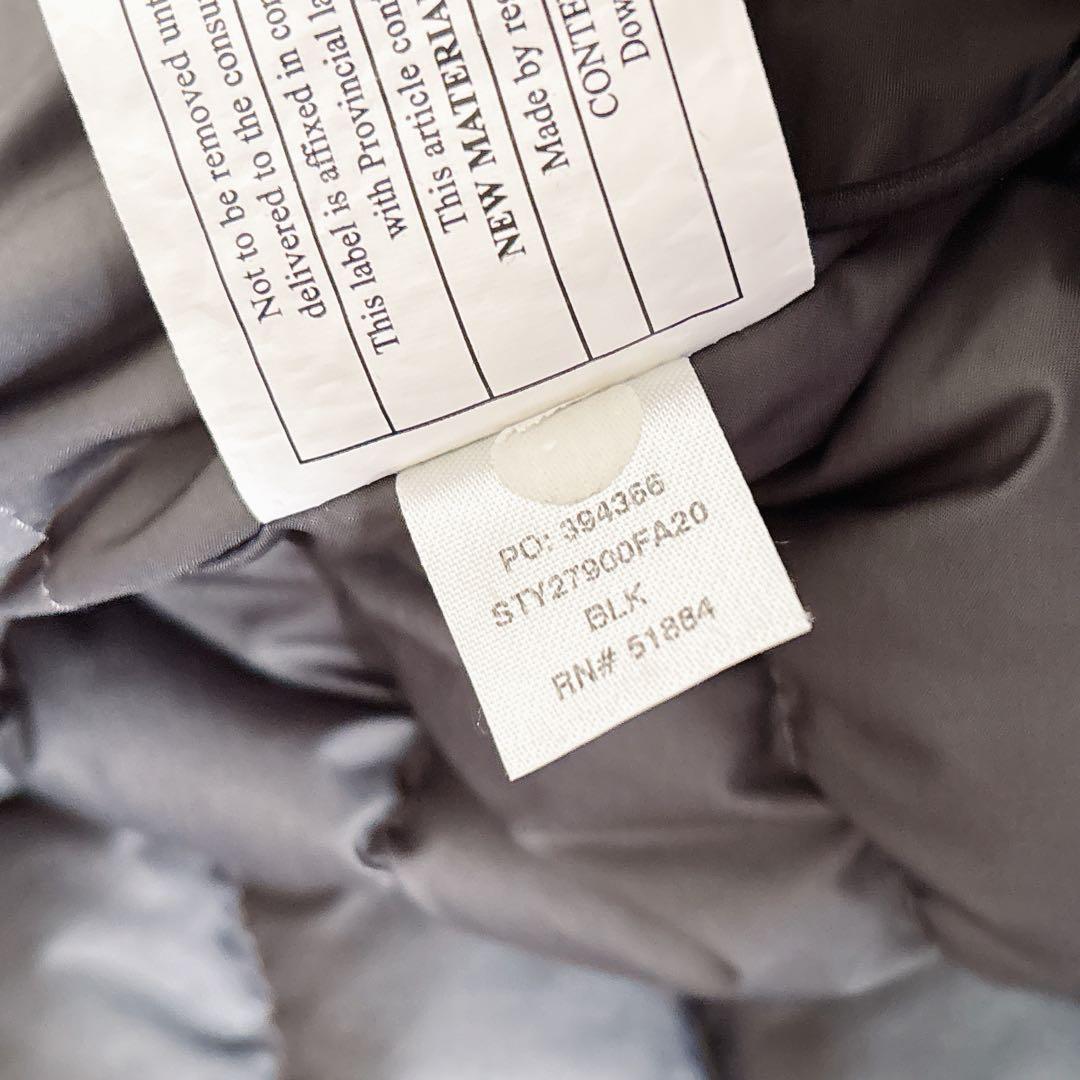 Not to be removed unt
delivered to the consu
This label is affixed in co
with Provincial la
This article con
NEW MATERIA
Made by re
CONTE
Dow
PO: 394366
STY27900FA20
BLK
RN# 51884